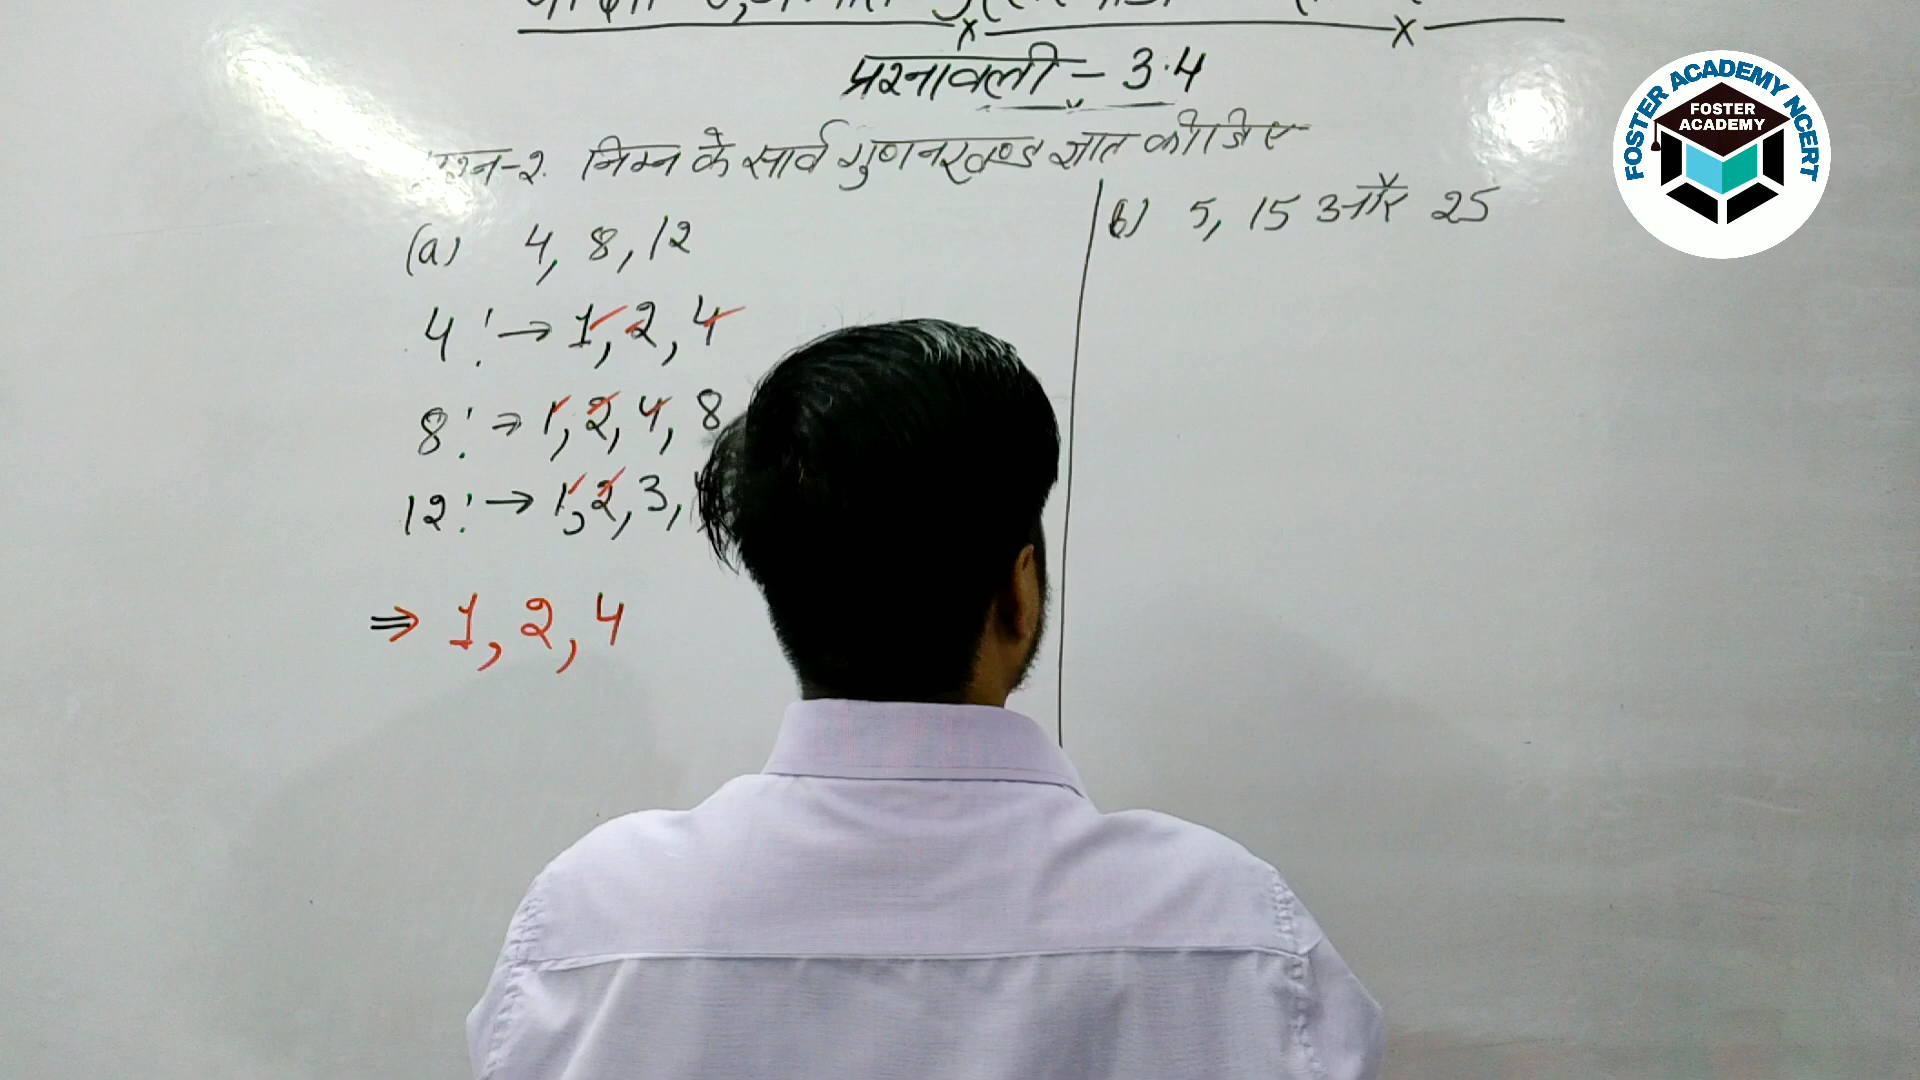 प्रश्नावली - 3.4
प्रश्न-2. निम्न के सार्व गुणनखण्ड ज्ञात कीजिए
(a) 4, 8, 12
4 : → 1, 2, 4
8 : → 1, 2, 4, 8
12 : → 1, 2, 3, 4
⇒ 1, 2, 4
b) 5, 15 और 25
FOSTER ACADEMY NCERT
FOSTER
ACADEMY